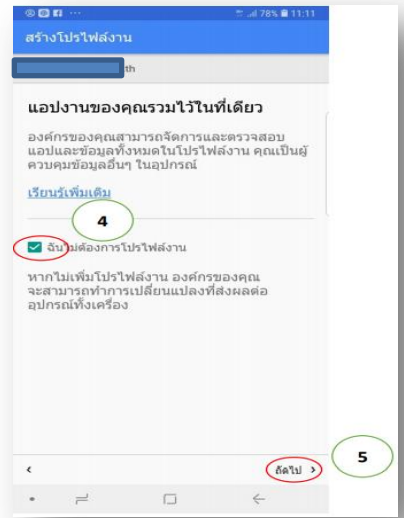 78% 11:11
สร้างโปรไฟล์งาน
th
แอปงานของคุณรวมไว้ในที่เดียว
องค์กรของคุณสามารถจัดการและตรวจสอบ
แอปและข้อมูลทั้งหมดในโปรไฟล์งาน คุณเป็นผู้
ควบคุมข้อมูลอื่นๆ ในอุปกรณ์
เรียนรู้เพิ่มเติม
4
ฉันไม่ต้องการโปรไฟล์งาน
หากไม่เพิ่มโปรไฟล์งาน องค์กรของคุณ
จะสามารถทำการเปลี่ยนแปลงที่ส่งผลต่อ
อุปกรณ์ทั้งเครื่อง
ถัดไป
5